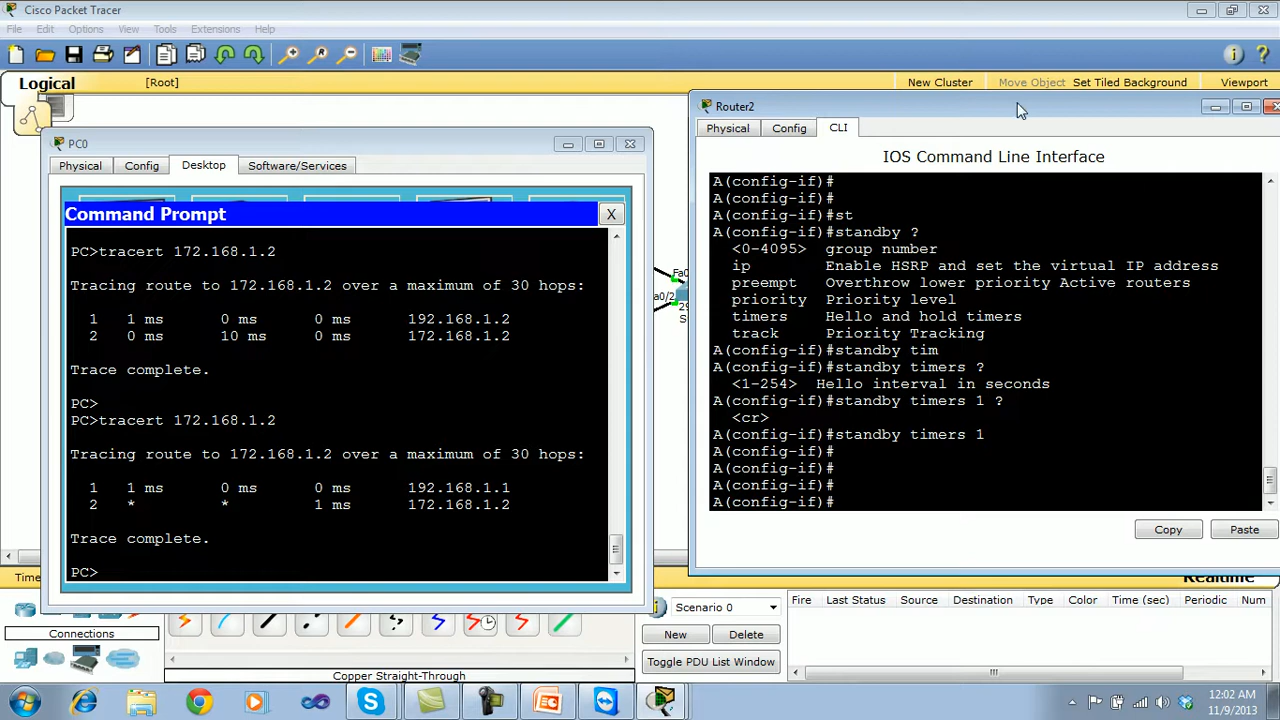 Cisco Packet Tracer
File Edit Options View Tools Extensions Help
Logical [Root] New Cluster Move Object Set Tiled Background Viewport
PC0
Physical Config Desktop Software/Services
Command Prompt X
PC>tracert 172.168.1.2
Tracing route to 172.168.1.2 over a maximum of 30 hops:
1 1 ms 0 ms 0 ms 192.168.1.2
2 0 ms 10 ms 0 ms 172.168.1.2
Trace complete.
PC>
PC>tracert 172.168.1.2
Tracing route to 172.168.1.2 over a maximum of 30 hops:
1 1 ms 0 ms 0 ms 192.168.1.1
2 * * 1 ms 172.168.1.2
Trace complete.
PC>
Fa0
a0/2
29
S
Router2
Physical Config CLI
IOS Command Line Interface
A(config-if)#
A(config-if)#
A(config-if)#st
A(config-if)#standby ?
<0-4095> group number
ip Enable HSRP and set the virtual IP address
preempt Overthrow lower priority Active routers
priority Priority level
timers Hello and hold timers
track Priority Tracking
A(config-if)#standby tim
A(config-if)#standby timers ?
<1-254> Hello interval in seconds
A(config-if)#standby timers 1 ?
<cr>
A(config-if)#standby timers 1
A(config-if)#
A(config-if)#
A(config-if)#
A(config-if)#
Copy Paste
Time
Realtime
Connections
Copper Straight-Through
Scenario 0
New Delete
Toggle PDU List Window
Fire Last Status Source Destination Type Color Time (sec) Periodic Num
12:02 AM
11/9/2013